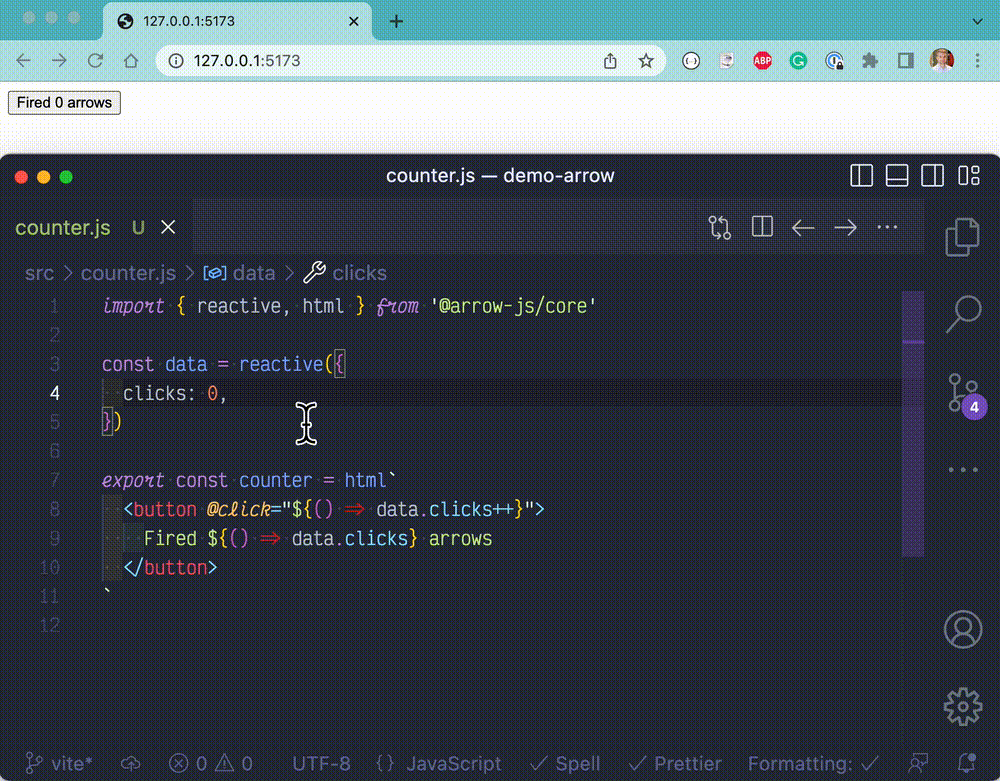 127.0.0.1:5173
127.0.0.1:5173
ABP
Fired 0 arrows
counter.js — demo-arrow
counter.js U
src > counter.js > data > clicks
1 import { reactive, html } from '@arrow-js/core'
2
3 const data = reactive({
4 clicks: 0,
5 })
6
7 export const counter = html`
8 <button @click="${() => data.clicks++}">
9 Fired ${() => data.clicks} arrows
10 </button>
11 `
12
4
vite* 0 0 UTF-8 {} JavaScript ✓ Spell ✓ Prettier Formatting: ✓